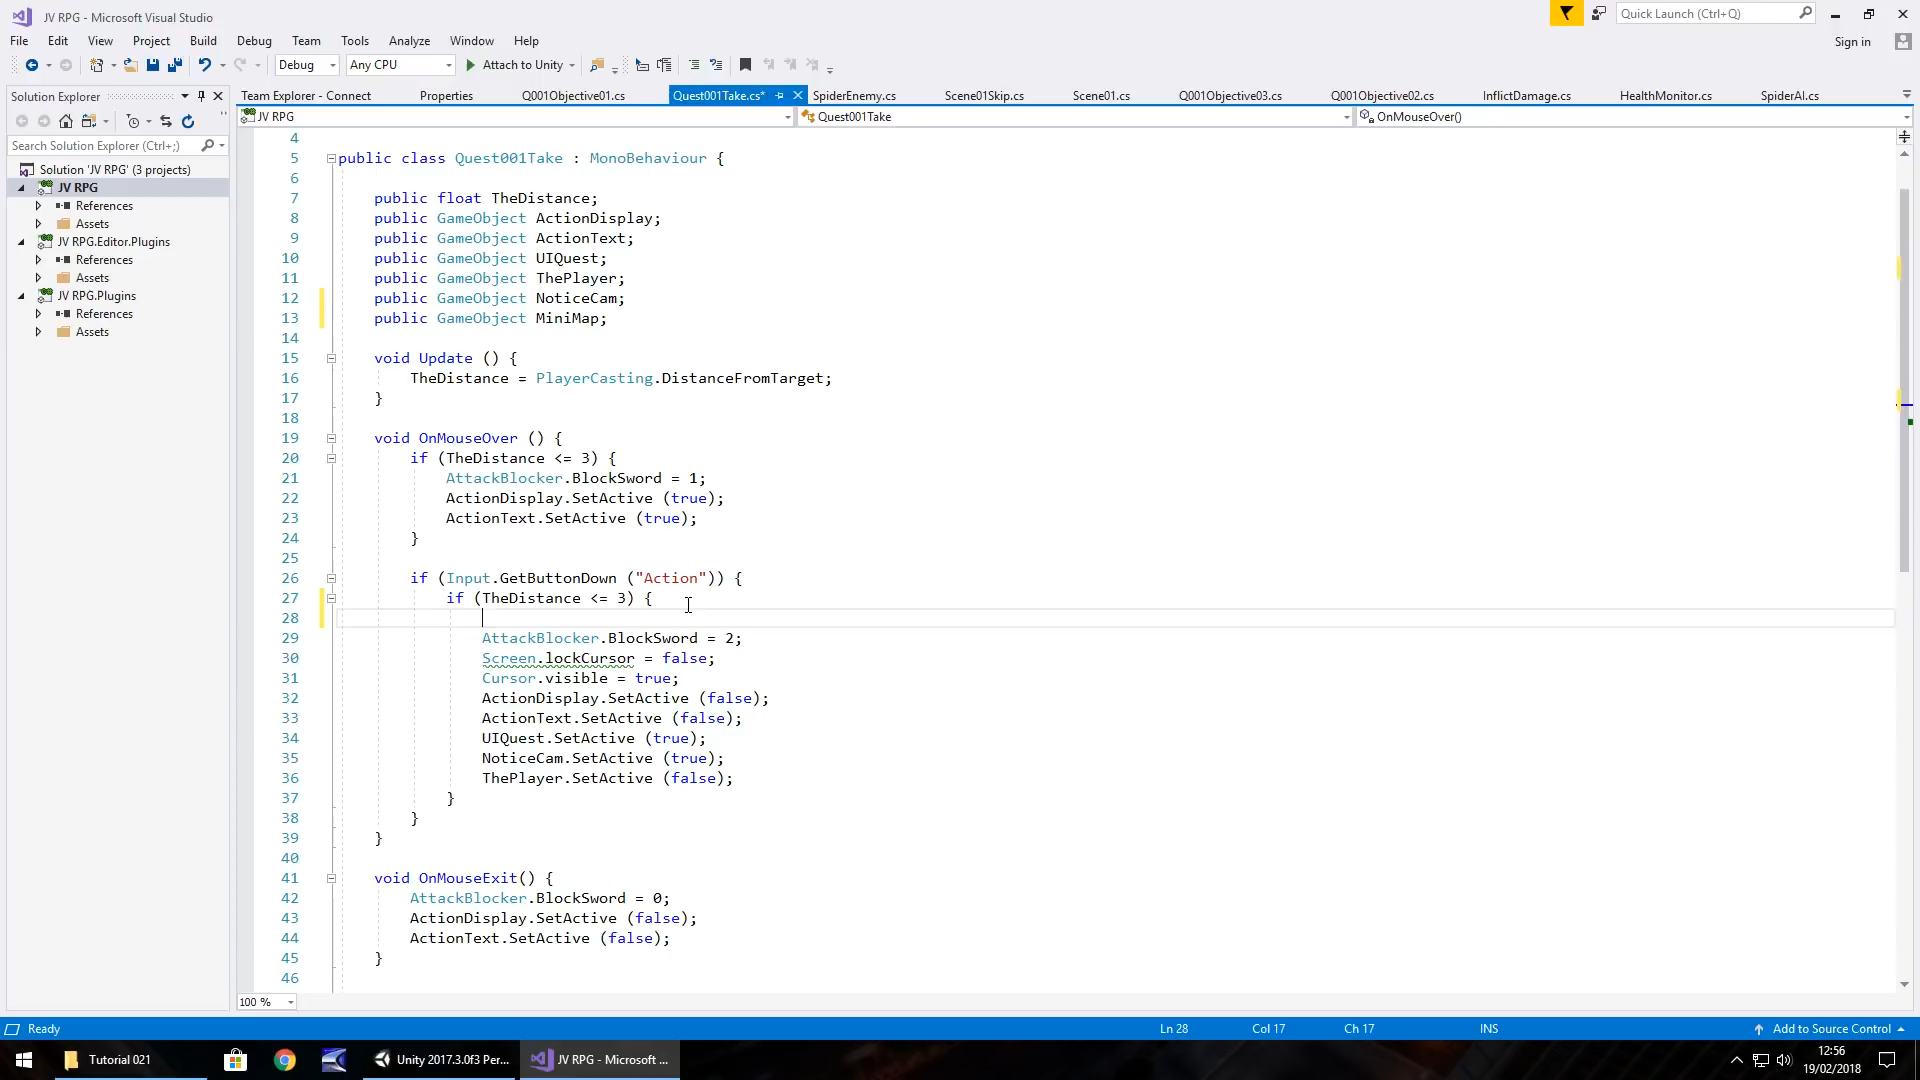 JV RPG - Microsoft Visual Studio
Quick Launch (Ctrl+Q)
File Edit View Project Build Debug Team Tools Analyze Window Help
Sign in
Debug Any CPU Attach to Unity
Solution Explorer
Team Explorer - Connect Properties Q001Objective01.cs Quest001Take.cs* SpiderEnemy.cs Scene01Skip.cs Scene01.cs Q001Objective03.cs Q001Objective02.cs InflictDamage.cs HealthMonitor.cs SpiderAI.cs
JV RPG Quest001Take OnMouseOver()
Search Solution Explorer (Ctrl+;)
Solution 'JV RPG' (3 projects)
JV RPG
References
Assets
JV RPG.Editor.Plugins
References
Assets
JV RPG.Plugins
References
Assets
4
5 public class Quest001Take : MonoBehaviour {
6
7 public float TheDistance;
8 public GameObject ActionDisplay;
9 public GameObject ActionText;
10 public GameObject UIQuest;
11 public GameObject ThePlayer;
12 public GameObject NoticeCam;
13 public GameObject MiniMap;
14
15 void Update () {
16 TheDistance = PlayerCasting.DistanceFromTarget;
17 }
18
19 void OnMouseOver () {
20 if (TheDistance <= 3) {
21 AttackBlocker.BlockSword = 1;
22 ActionDisplay.SetActive (true);
23 ActionText.SetActive (true);
24 }
25
26 if (Input.GetButtonDown ("Action")) {
27 if (TheDistance <= 3) {
28
29 AttackBlocker.BlockSword = 2;
30 Screen.lockCursor = false;
31 Cursor.visible = true;
32 ActionDisplay.SetActive (false);
33 ActionText.SetActive (false);
34 UIQuest.SetActive (true);
35 NoticeCam.SetActive (true);
36 ThePlayer.SetActive (false);
37 }
38 }
39 }
40
41 void OnMouseExit() {
42 AttackBlocker.BlockSword = 0;
43 ActionDisplay.SetActive (false);
44 ActionText.SetActive (false);
45 }
46
100 %
Ready Ln 28 Col 17 Ch 17 INS Add to Source Control
Tutorial 021 Unity 2017.3.0f3 Per... JV RPG - Microsoft ...
12:56
19/02/2018